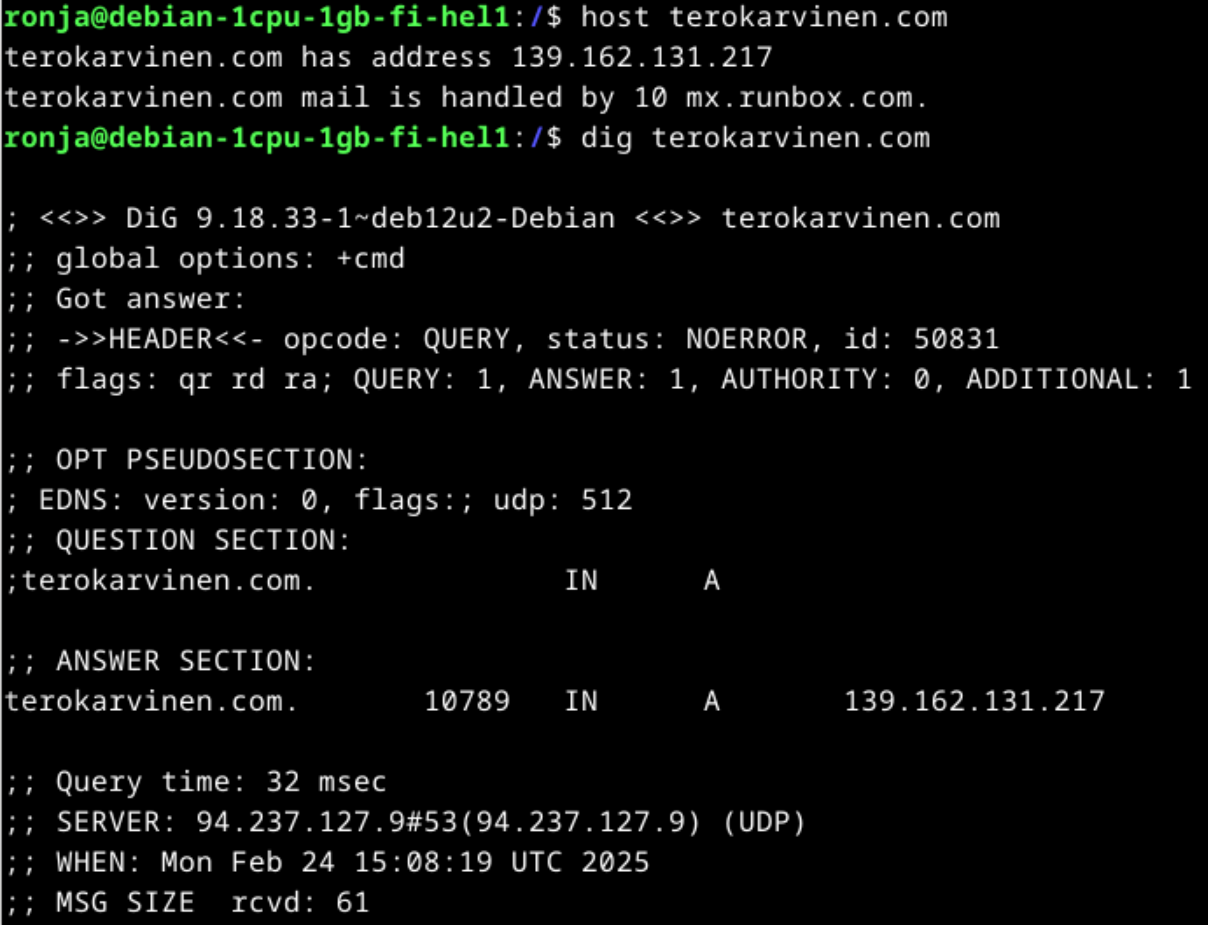 ronja@debian-1cpu-1gb-fi-hel1:/$ host terokarvinen.com
terokarvinen.com has address 139.162.131.217
terokarvinen.com mail is handled by 10 mx.runbox.com.
ronja@debian-1cpu-1gb-fi-hel1:/$ dig terokarvinen.com

; <<>> DiG 9.18.33-1~deb12u2-Debian <<>> terokarvinen.com
;; global options: +cmd
;; Got answer:
;; ->>HEADER<<- opcode: QUERY, status: NOERROR, id: 50831
;; flags: qr rd ra; QUERY: 1, ANSWER: 1, AUTHORITY: 0, ADDITIONAL: 1

;; OPT PSEUDOSECTION:
; EDNS: version: 0, flags:; udp: 512
;; QUESTION SECTION:
;terokarvinen.com.              IN      A

;; ANSWER SECTION:
terokarvinen.com.       10789   IN      A       139.162.131.217

;; Query time: 32 msec
;; SERVER: 94.237.127.9#53(94.237.127.9) (UDP)
;; WHEN: Mon Feb 24 15:08:19 UTC 2025
;; MSG SIZE  rcvd: 61